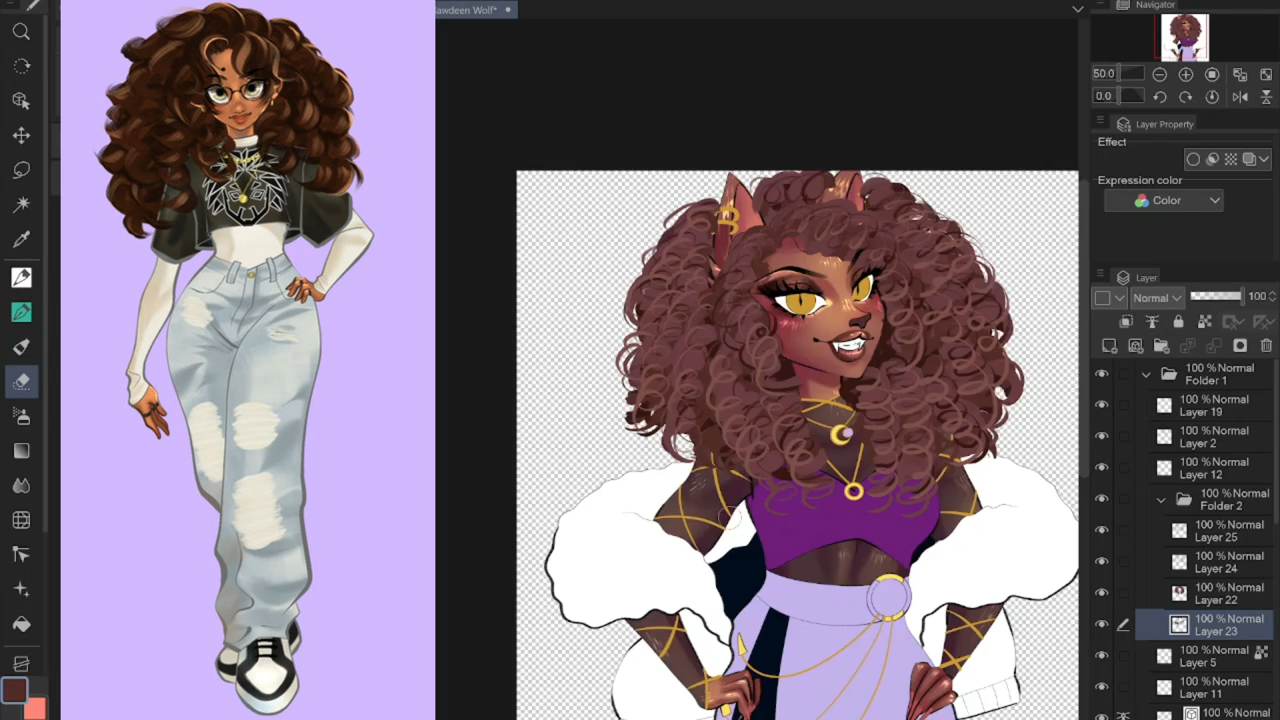 awdeen Wolf*
Navigator
50.0
0.0
Layer Property
Effect
Expression color
Color
Layer
Normal
100
100 % Normal
Folder 1
100 % Normal
Layer 19
100 % Normal
Layer 2
100 % Normal
Layer 12
100 % Normal
Folder 2
100 % Normal
Layer 25
100 % Normal
Layer 24
100 % Normal
Layer 22
100 % Normal
Layer 23
100 % Normal
Layer 5
100 % Normal
Layer 11
100 % Normal